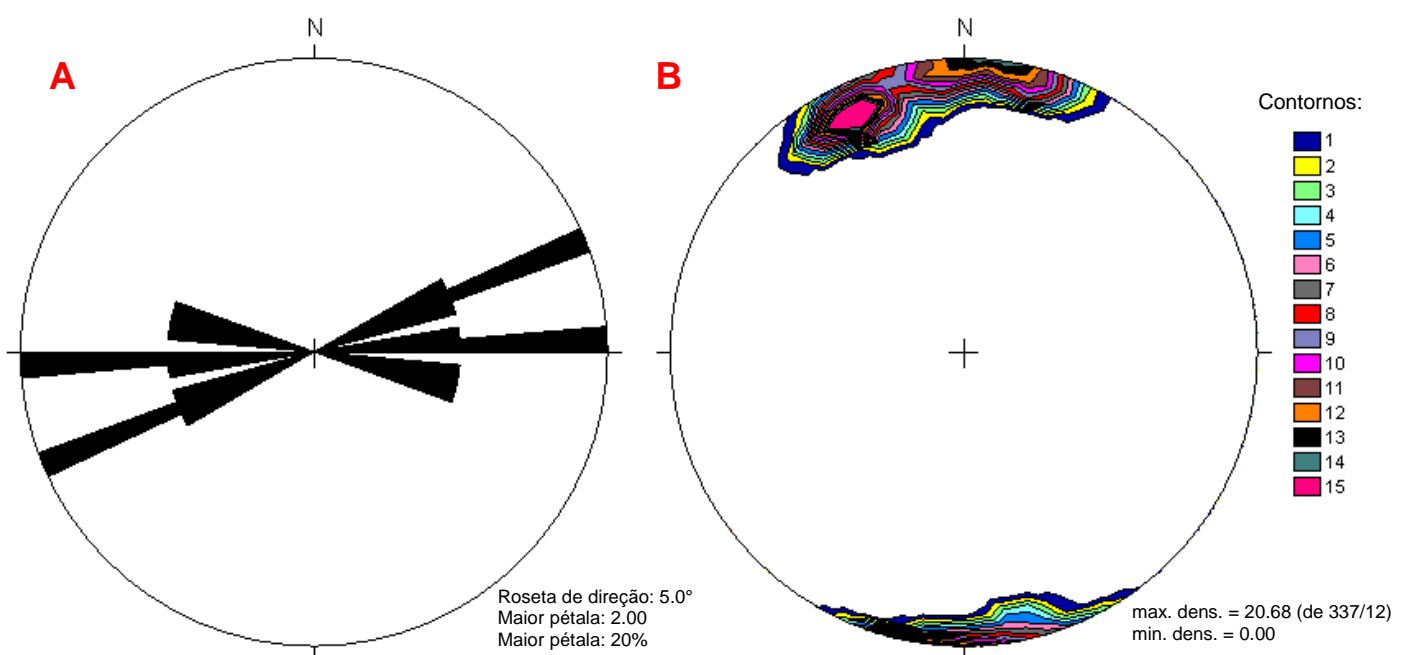 N
A
Roseta de direção: 5.0°
Maior pétala: 2.00
Maior pétala: 20%
N
B
Contornos:
1
2
3
4
5
6
7
8
9
10
11
12
13
14
15
max. dens. = 20.68 (de 337/12)
min. dens. = 0.00